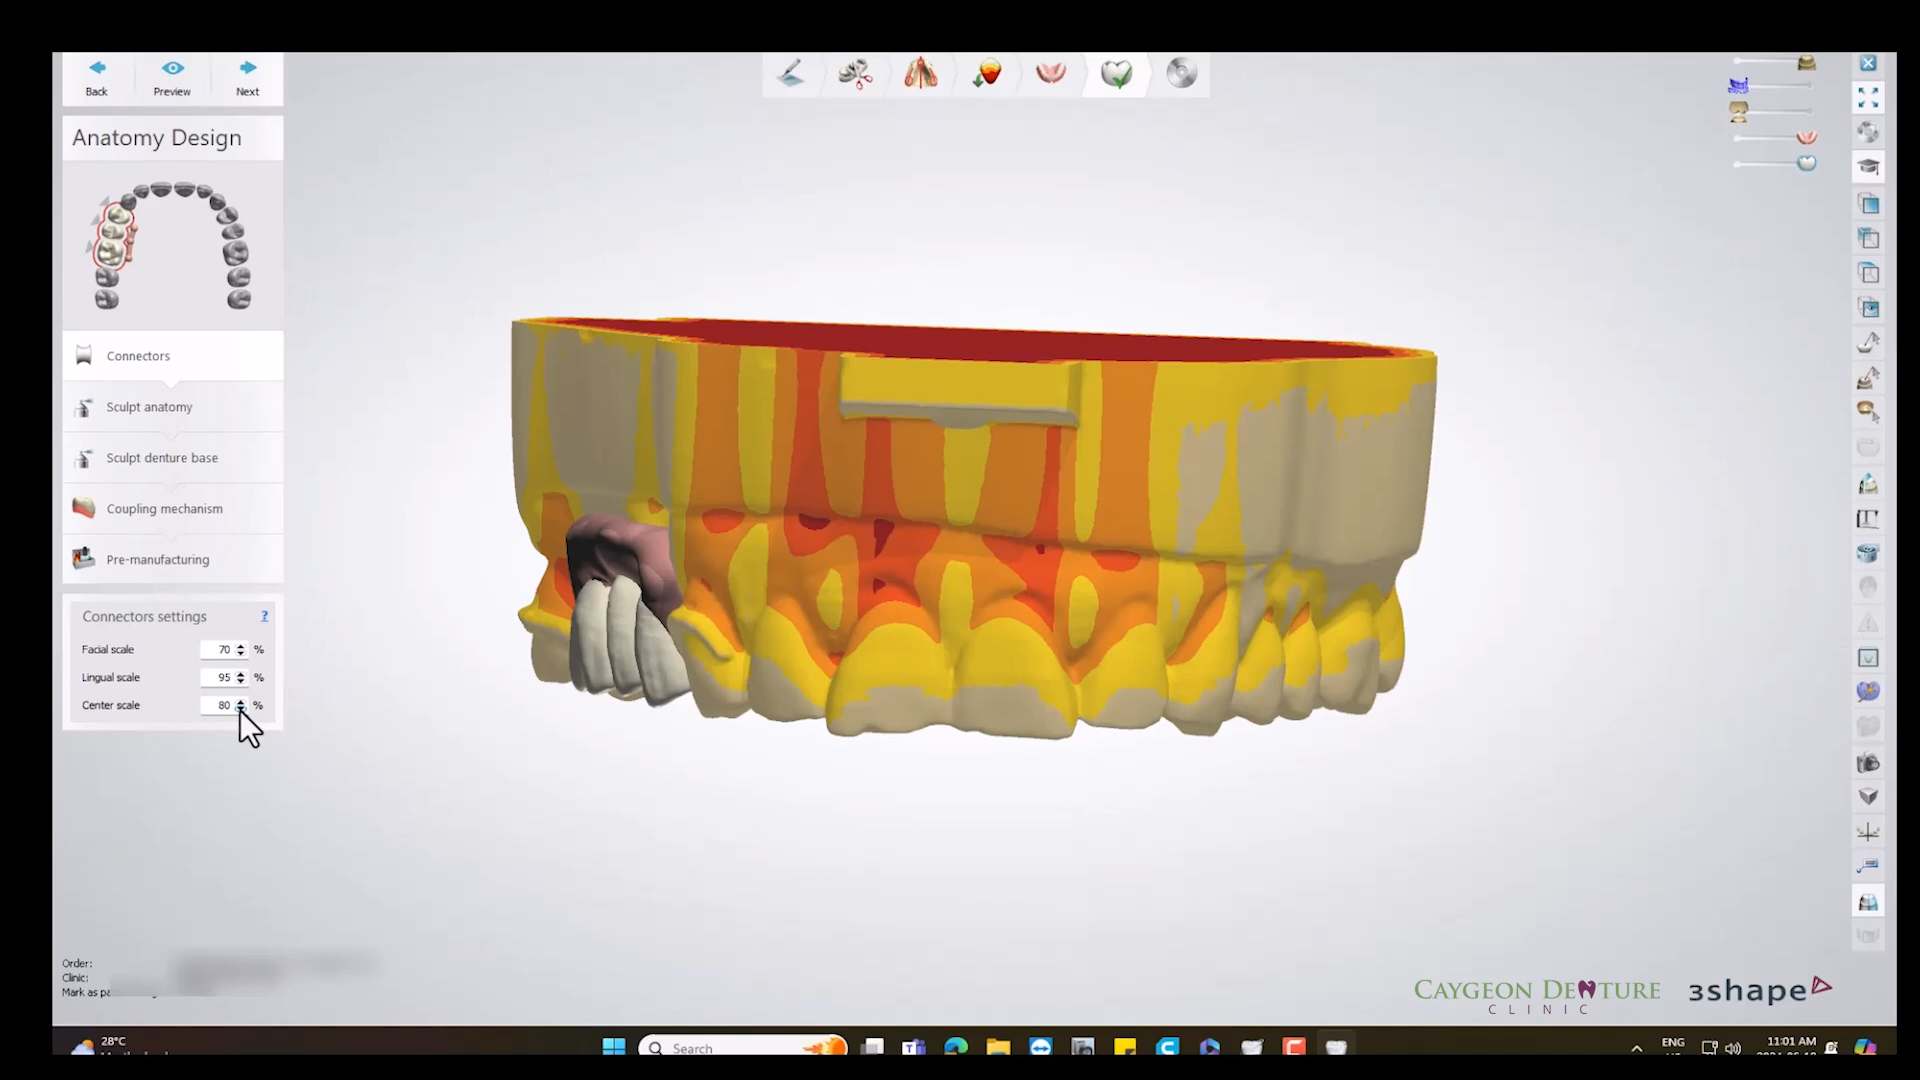 Back
Preview
Next
Anatomy Design
Connectors
Sculpt anatomy
Sculpt denture base
Coupling mechanism
Pre-manufacturing
Connectors settings ?
Facial scale 70 %
Lingual scale 95 %
Center scale 80 %
Order:
Clinic:
Mark as
CAYGEON DENTURE
CLINIC
3shape
28°C
Search
ENG
11:01 AM